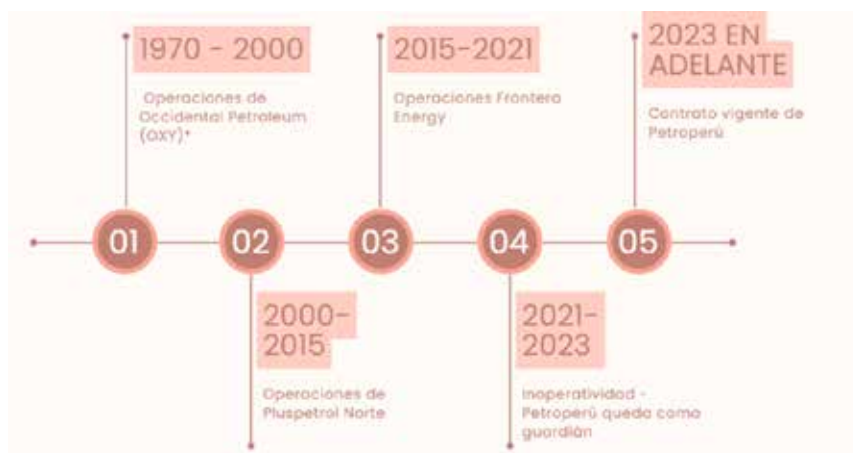 1970 - 2000
Operaciones de
Occidental Petroleum
(OXY)*
2015-2021
Operaciones Frontera
Energy
2023 EN
ADELANTE
Contrato vigente de
Petroperú
01
02
03
04
05
2000-
2015
Operaciones de
Pluspetrol Norte
2021-
2023
Inoperatividad -
Petroperú queda como
guardián